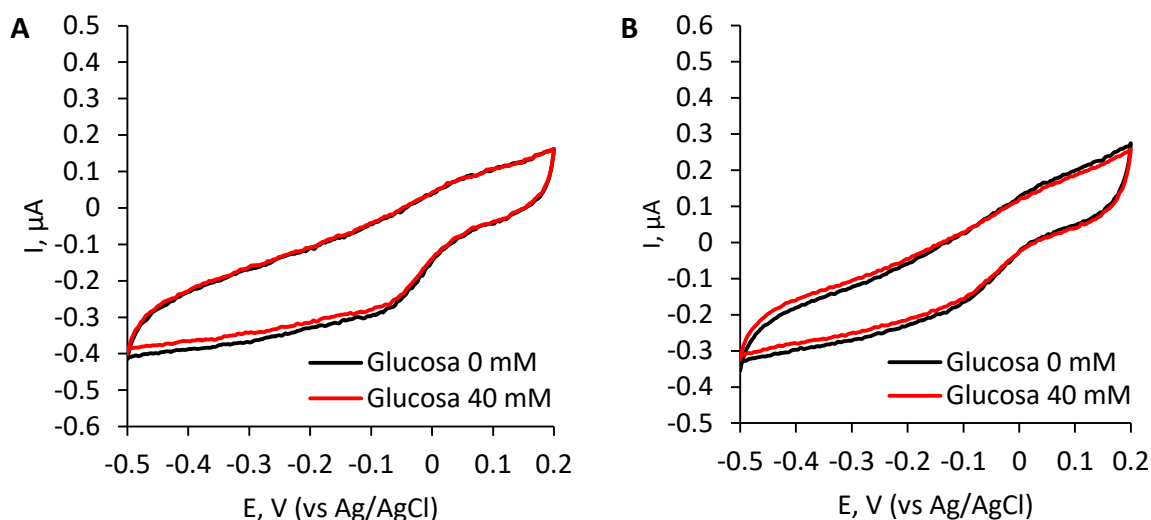 A
0.5
0.4
0.3
0.2
0.1
0
-0.1
-0.2
-0.3
-0.4
-0.5
-0.6
I, µA
Glucosa 0 mM
Glucosa 40 mM
-0.5 -0.4 -0.3 -0.2 -0.1 0 0.1 0.2
E, V (vs Ag/AgCl)
B
0.6
0.5
0.4
0.3
0.2
0.1
0
-0.1
-0.2
-0.3
-0.4
-0.5
I, µA
Glucosa 0 mM
Glucosa 40 mM
-0.5 -0.4 -0.3 -0.2 -0.1 0 0.1 0.2
E, V (vs Ag/AgCl)